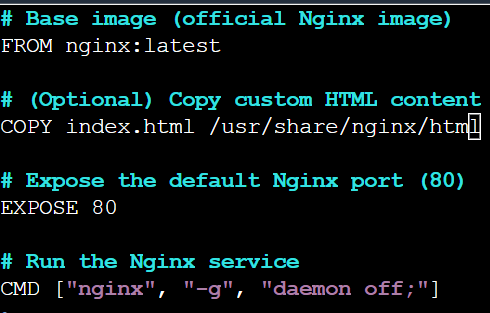 # Base image (official Nginx image)
FROM nginx:latest
# (Optional) Copy custom HTML content
COPY index.html /usr/share/nginx/html
# Expose the default Nginx port (80)
EXPOSE 80
# Run the Nginx service
CMD ["nginx", "-g", "daemon off;"]